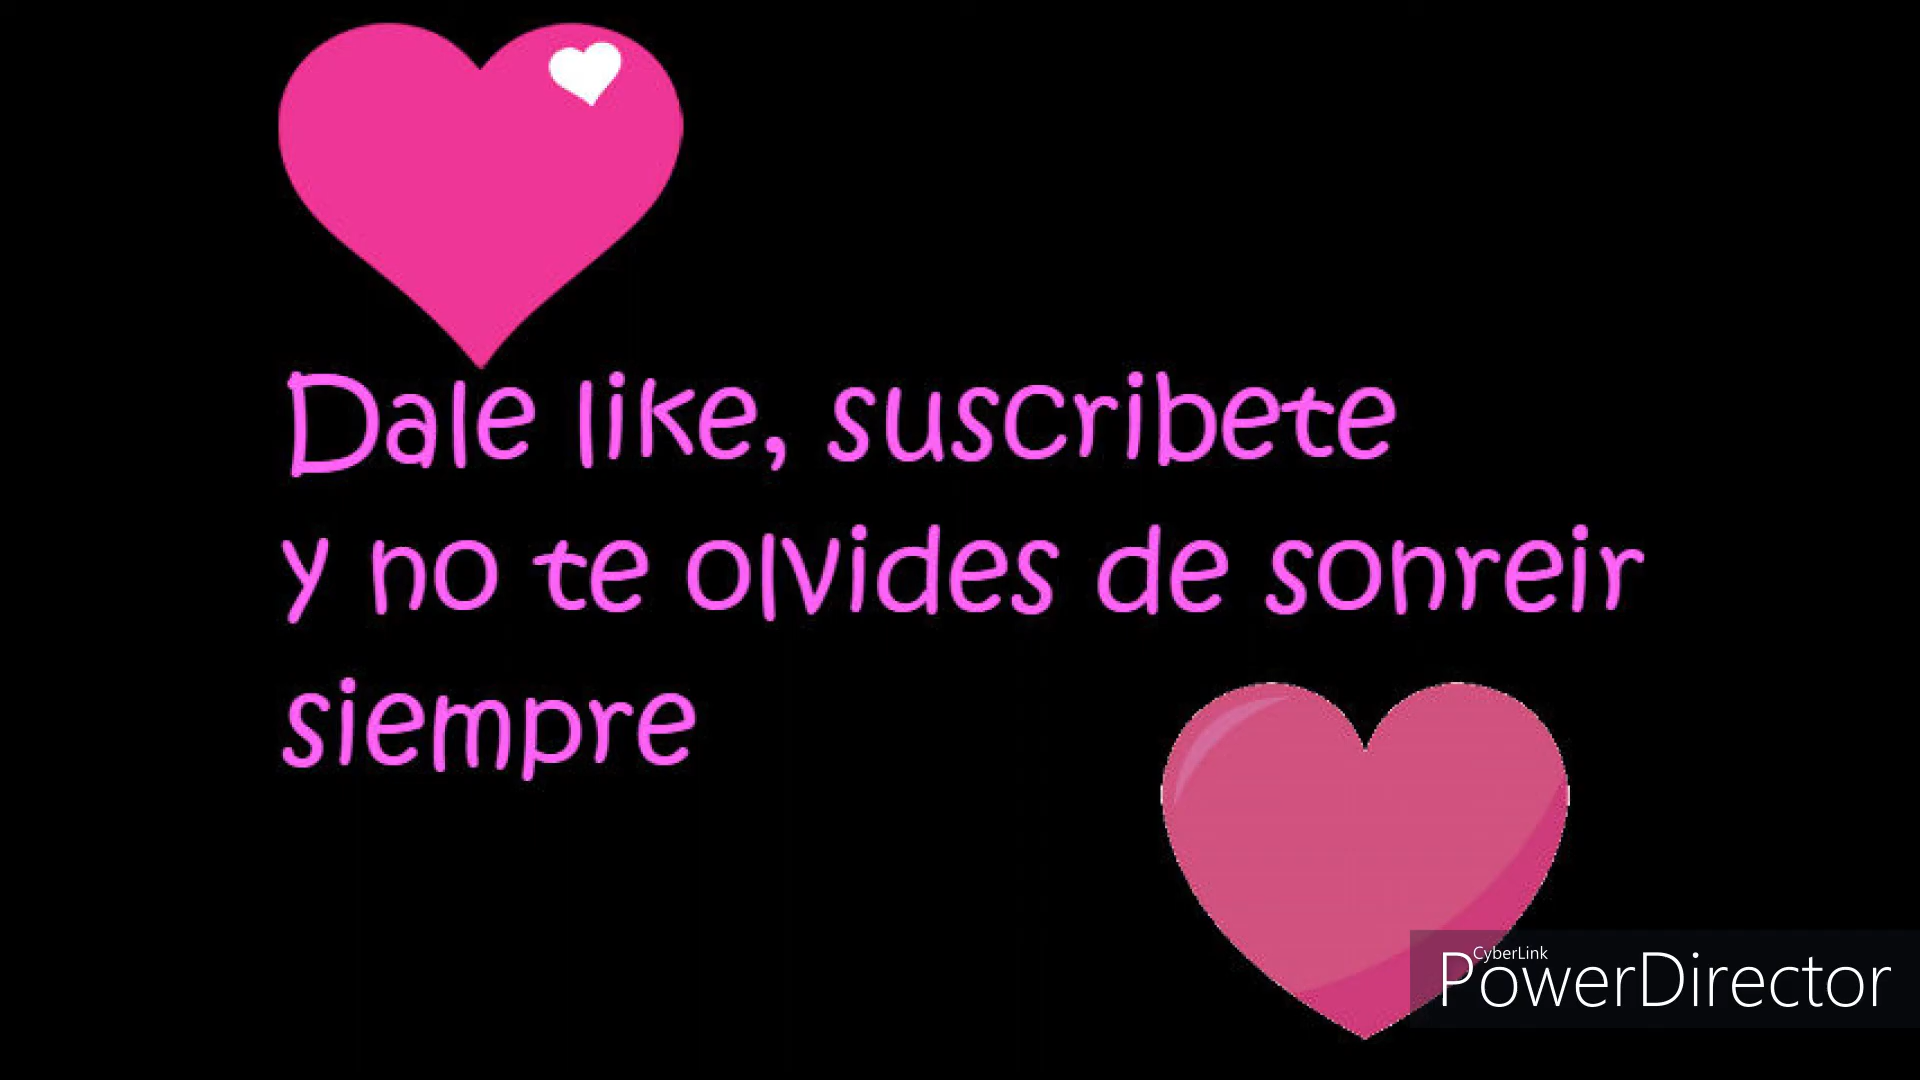 Dale like, suscribete
y no te olvides de sonreir
siempre
CyberLink
PowerDirector